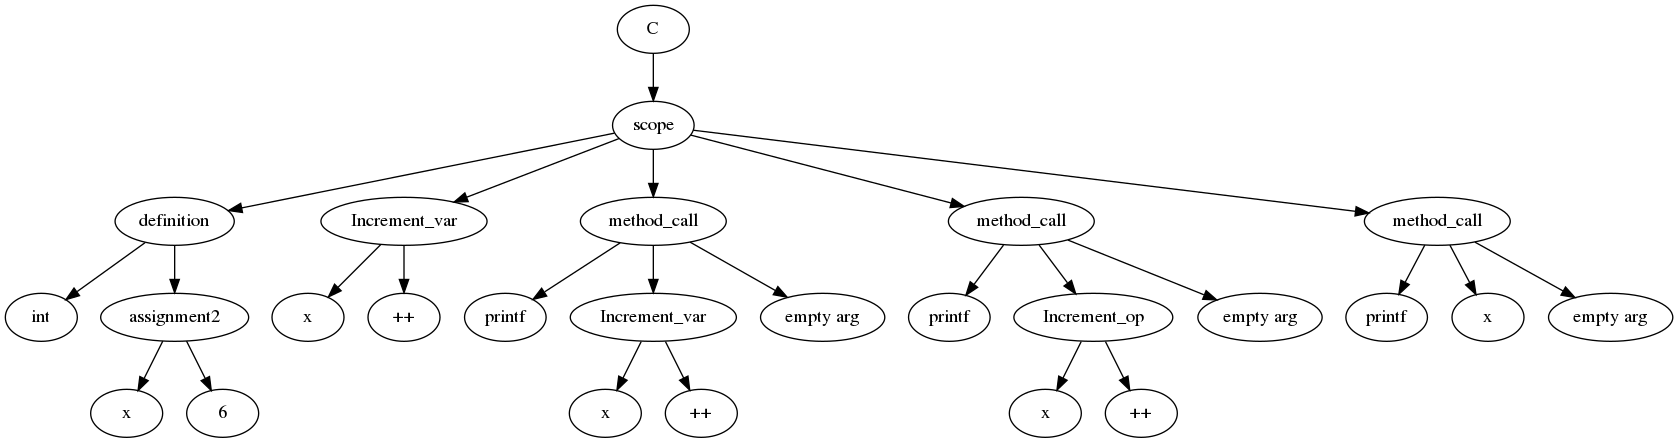 C
scope
definition Increment_var method_call method_call method_call
int assignment2 x ++ printf Increment_var empty arg printf Increment_op empty arg printf x empty arg
x 6 x ++ x ++